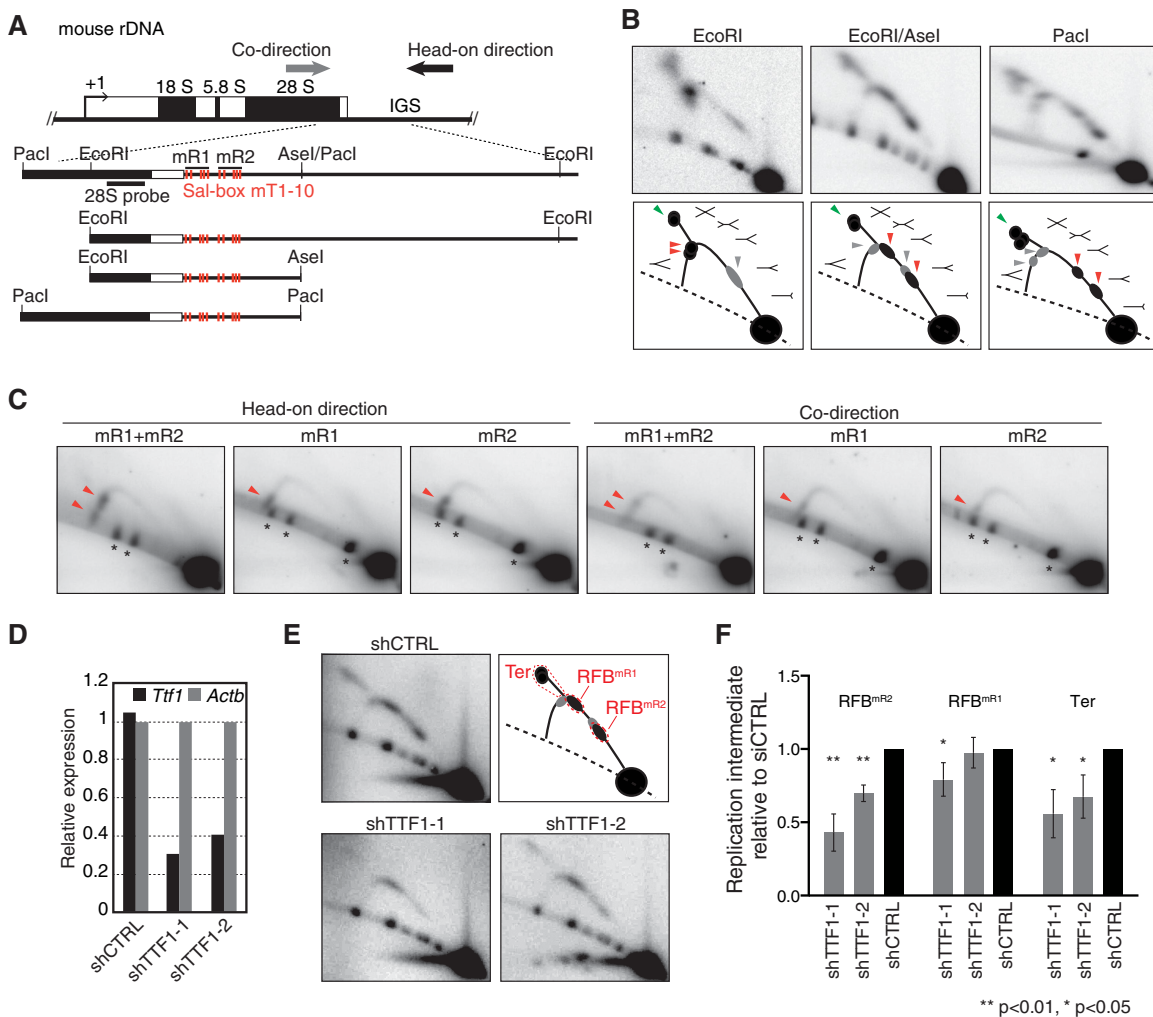 A
mouse rDNA
Co-direction
Head-on direction
+1
18 S
5.8 S
28 S
IGS
PacI
EcoRI
mR1
mR2
AseI/PacI
EcoRI
28S probe
Sal-box mT1-10
EcoRI
EcoRI
EcoRI
AseI
PacI
PacI
B
EcoRI
EcoRI/AseI
PacI
C
Head-on direction
Co-direction
mR1+mR2
mR1
mR2
mR1+mR2
mR1
mR2
* *
* * *
* * *
* *
* * *
* * *
D
Relative expression
1.2
1
0.8
0.6
0.4
0.2
0
Ttf1
Actb
shCTRL
shTTF1-1
shTTF1-2
E
shCTRL
Ter
RFBmR1
RFBmR2
shTTF1-1
shTTF1-2
F
Replication intermediate
relative to siCTRL
1.5
1.0
0.5
0.0
RFBmR2
RFBmR1
Ter
** ** * * *
shTTF1-1
shTTF1-2
shCTRL
shTTF1-1
shTTF1-2
shCTRL
shTTF1-1
shTTF1-2
shCTRL
** p<0.01, * p<0.05